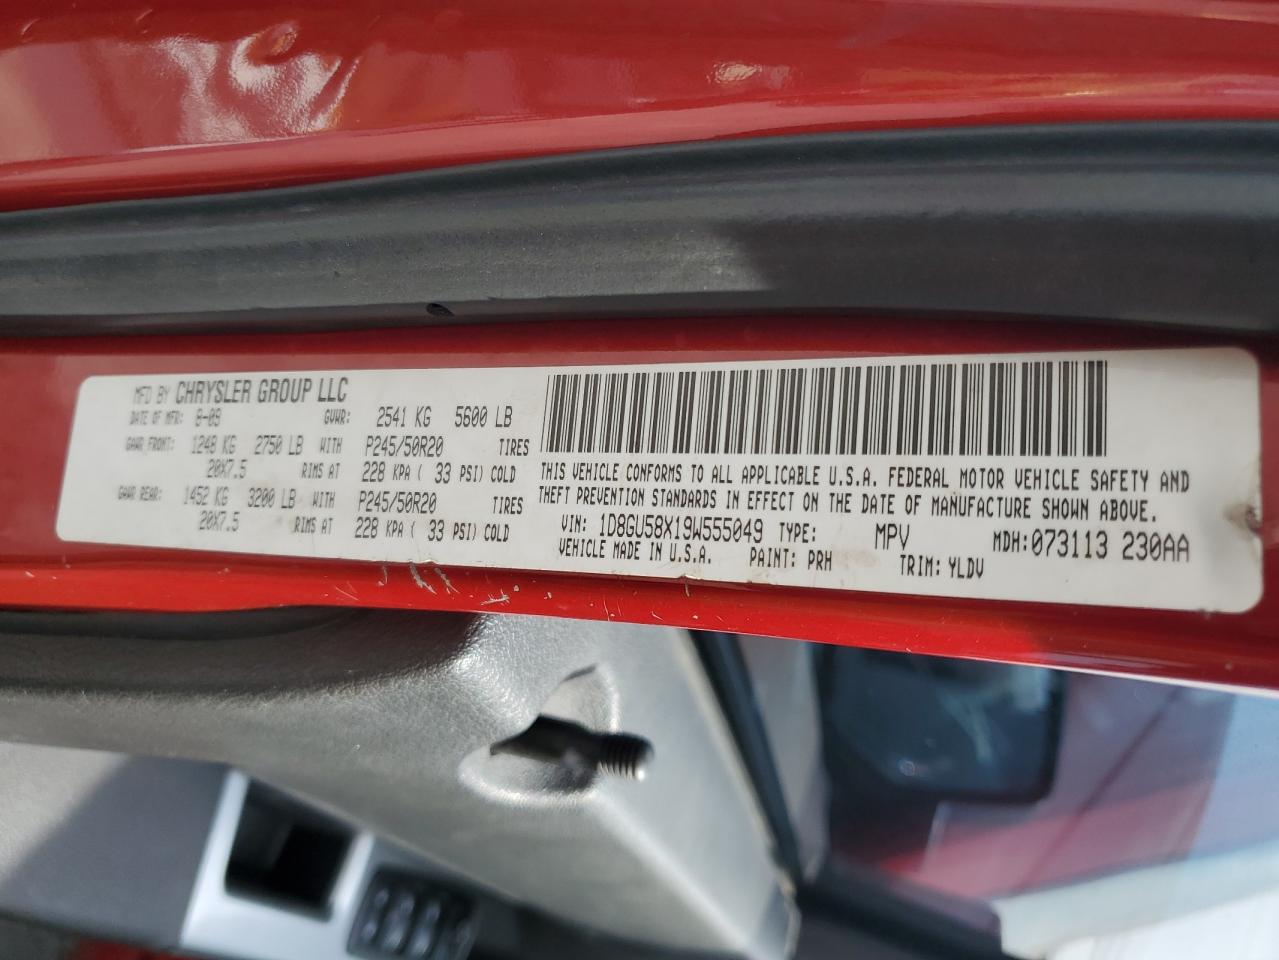 MFD BY CHRYSLER GROUP LLC
DATE OF MFR: 8-09 GVWR: 2541 KG 5600 LB
GAWR FRONT: 1248 KG 2750 LB WITH P245/50R20 TIRES
20X7.5 RIMS AT 228 KPA ( 33 PSI) COLD
GAWR REAR: 1452 KG 3200 LB WITH P245/50R20 TIRES
20X7.5 RIMS AT 228 KPA ( 33 PSI) COLD
THIS VEHICLE CONFORMS TO ALL APPLICABLE U.S.A. FEDERAL MOTOR VEHICLE SAFETY AND
THEFT PREVENTION STANDARDS IN EFFECT ON THE DATE OF MANUFACTURE SHOWN ABOVE.
VIN: 1D8GU58X19W555049 TYPE: MPV MDH: 073113 230AA
VEHICLE MADE IN U.S.A. PAINT: PRH TRIM: YLDV